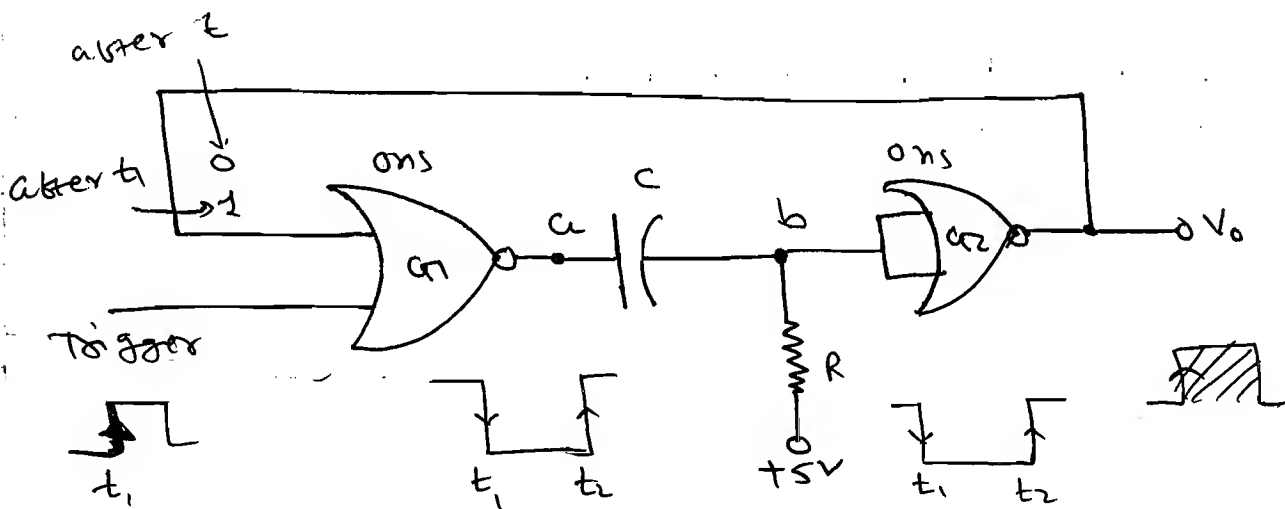 after t
0
after t1
1
0ns
G1
a
C
b
0ns
G2
V0
Trigger
R
+5V
t1
t1 t2
t1 t2